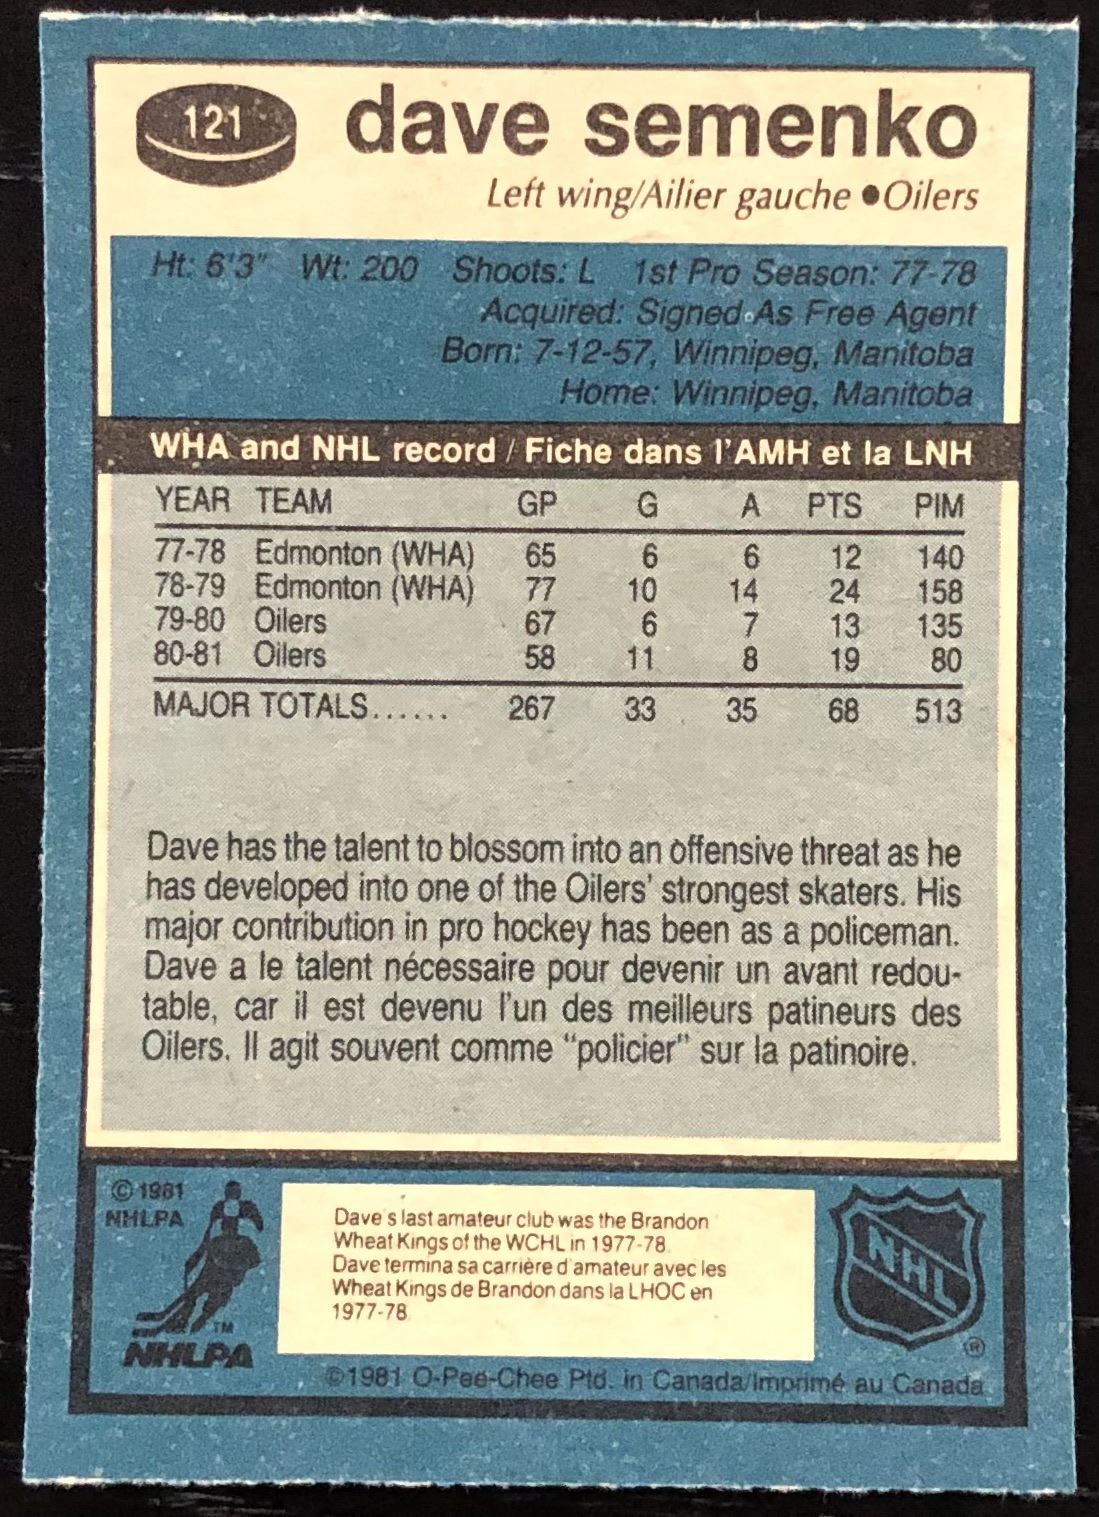 121
dave semenko
Left wing/Ailier gauche ●Oilers
Ht: 6'3" Wt: 200 Shoots: L 1st Pro Season: 77-78
Acquired: Signed As Free Agent
Born: 7-12-57, Winnipeg, Manitoba
Home: Winnipeg, Manitoba
WHA and NHL record / Fiche dans l'AMH et la LNH
YEAR TEAM GP G A PTS PIM
77-78 Edmonton (WHA) 65 6 6 12 140
78-79 Edmonton (WHA) 77 10 14 24 158
79-80 Oilers 67 6 7 13 135
80-81 Oilers 58 11 8 19 80
MAJOR TOTALS...... 267 33 35 68 513
Dave has the talent to blossom into an offensive threat as he
has developed into one of the Oilers' strongest skaters. His
major contribution in pro hockey has been as a policeman.
Dave a le talent nécessaire pour devenir un avant redou-
table, car il est devenu l'un des meilleurs patineurs des
Oilers. Il agit souvent comme "policier" sur la patinoire.
© 1981
NHLPA
TM
NHLPA
Dave's last amateur club was the Brandon
Wheat Kings of the WCHL in 1977-78.
Dave termina sa carrière d'amateur avec les
Wheat Kings de Brandon dans la LHOC en
1977-78
NHL
®
©1981 O-Pee-Chee Ptd. in Canada/Imprimé au Canada